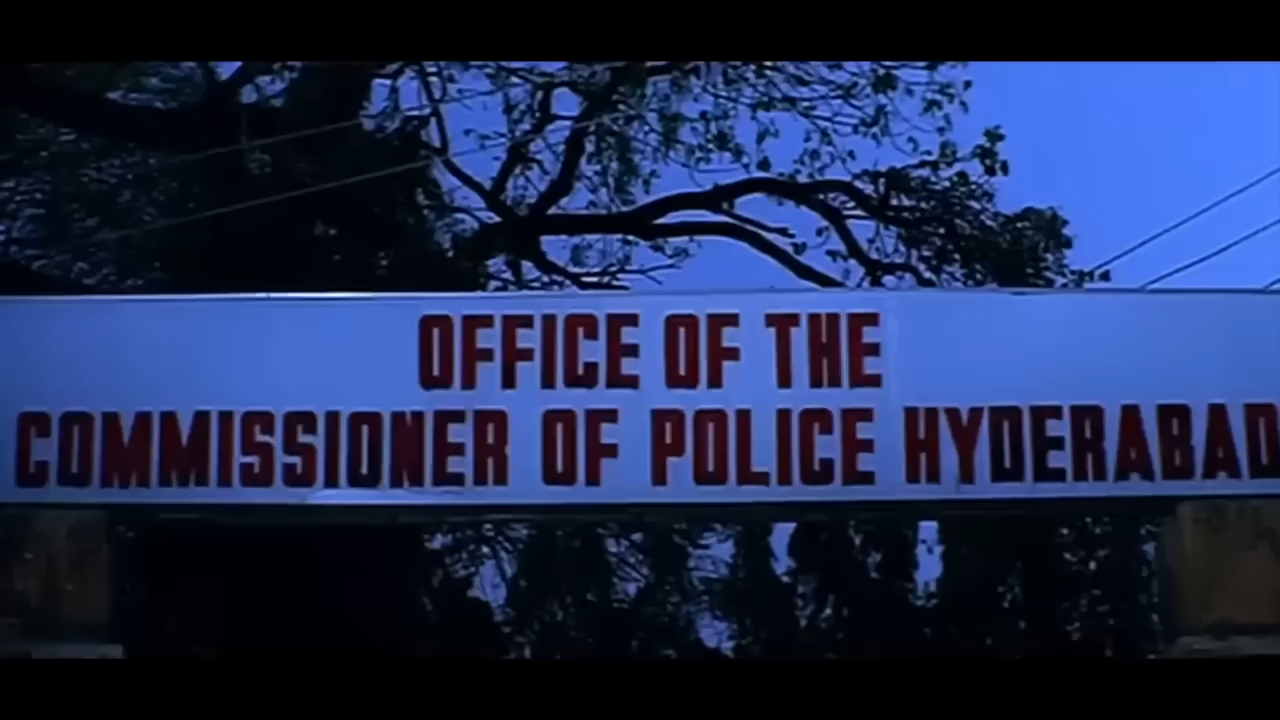 OFFICE OF THE
COMMISSIONER OF POLICE HYDERABAD